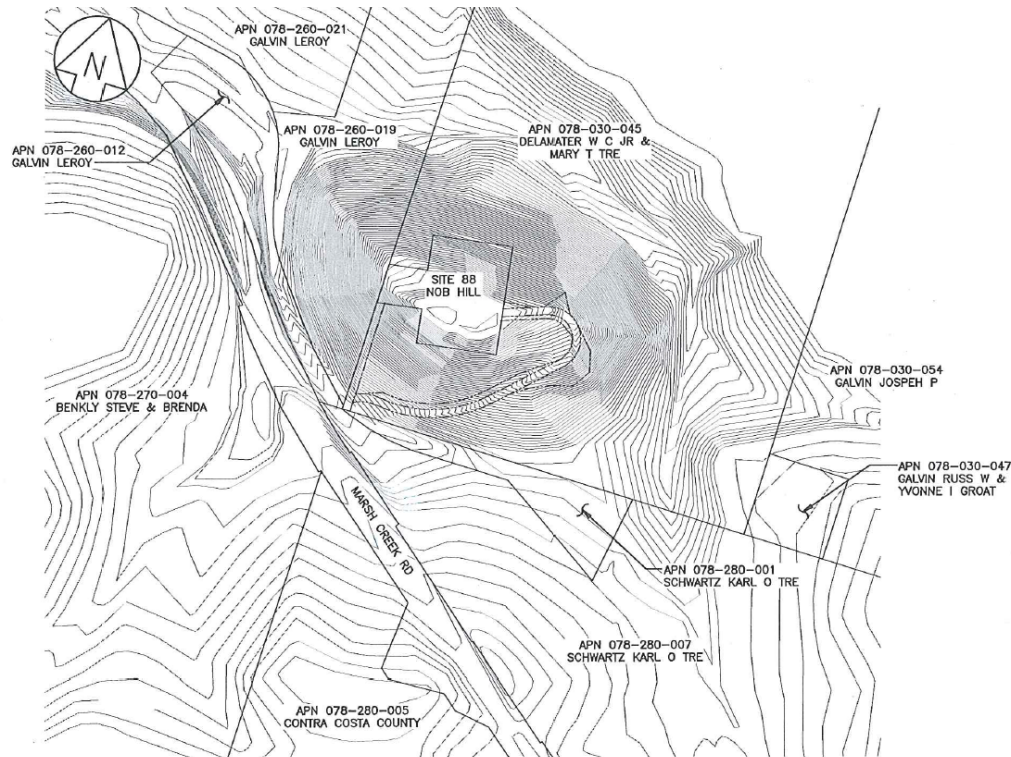 APN 078-260-021
GALVIN LEROY
N
APN 078-260-019
GALVIN LEROY
APN 078-030-045
DELAMATER W C JR &
MARY T TRE
APN 078-260-012
GALVIN LEROY
SITE 88
NOB HILL
APN 078-030-054
GALVIN JOSPEH P
APN 078-270-004
BENKLY STEVE & BRENDA
APN 078-030-047
GALVIN RUSS W &
YVONNE I GROAT
MARSH CREEK RD
APN 078-280-001
SCHWARTZ KARL O TRE
APN 078-280-007
SCHWARTZ KARL O TRE
APN 078-280-005
CONTRA COSTA COUNTY